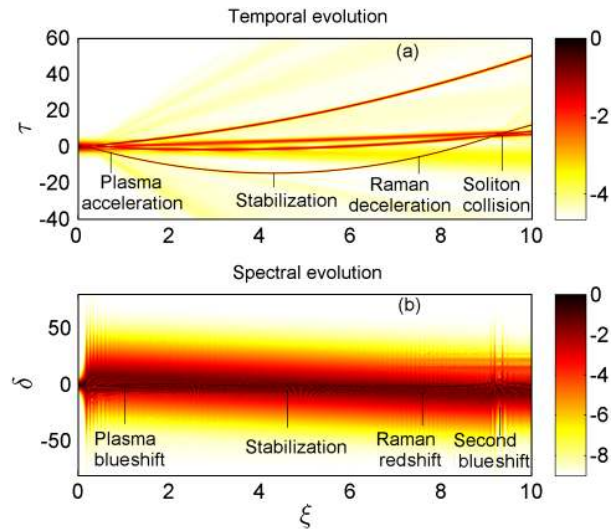 Temporal evolution
60
40
20
0
-20
-40
τ
(a)
Plasma
acceleration
Stabilization
Raman
deceleration
Soliton
collision
0 2 4 6 8 10
0
-2
-4
Spectral evolution
50
0
-50
δ
(b)
Plasma
blueshift
Stabilization
Raman
redshift
Second
blueshift
0 2 4 6 8 10
ξ
0
-2
-4
-6
-8